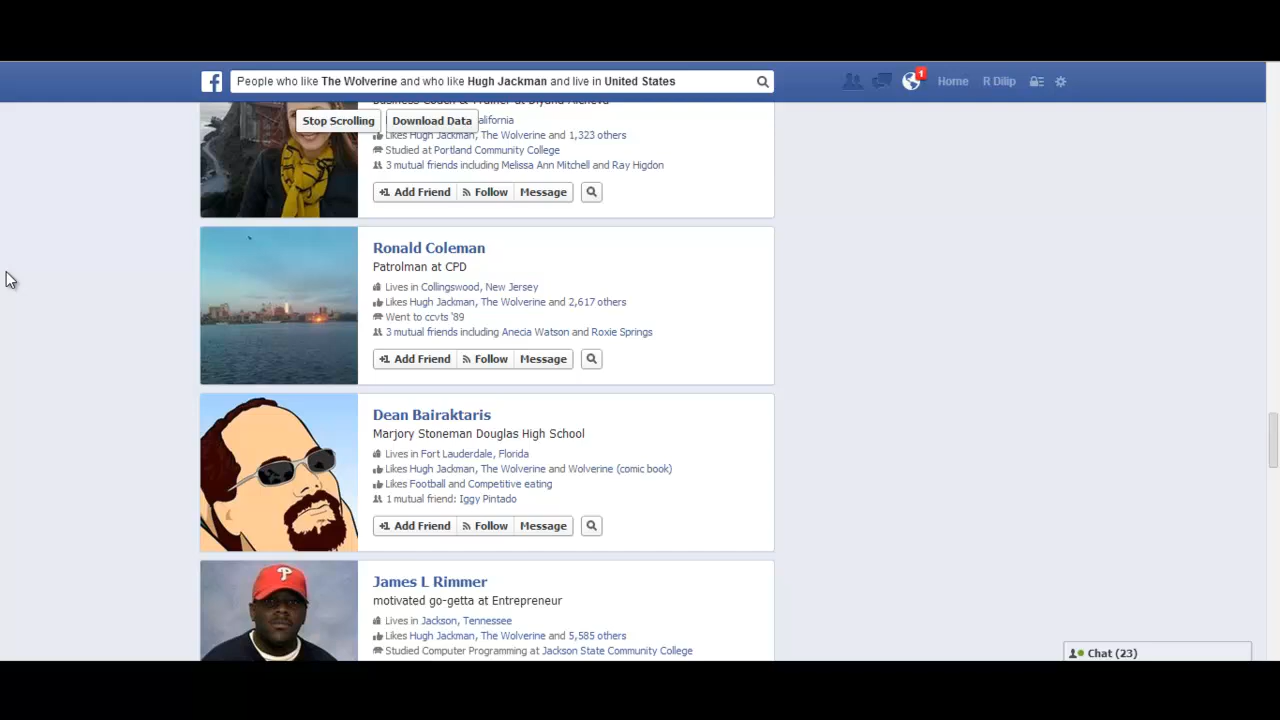 People who like The Wolverine and who like Hugh Jackman and live in United States
1
Home
R Dilip
Stop Scrolling
Download Data
alifornia
Likes Hugh Jackman, The Wolverine and 1,323 others
Studied at Portland Community College
3 mutual friends including Melissa Ann Mitchell and Ray Higdon
+1 Add Friend Follow Message
Ronald Coleman
Patrolman at CPD
Lives in Collingswood, New Jersey
Likes Hugh Jackman, The Wolverine and 2,617 others
Went to ccvts '89
3 mutual friends including Anecia Watson and Roxie Springs
+1 Add Friend Follow Message
Dean Bairaktaris
Marjory Stoneman Douglas High School
Lives in Fort Lauderdale, Florida
Likes Hugh Jackman, The Wolverine and Wolverine (comic book)
Likes Football and Competitive eating
1 mutual friend: Iggy Pintado
+1 Add Friend Follow Message
James L Rimmer
motivated go-getta at Entrepreneur
Lives in Jackson, Tennessee
Likes Hugh Jackman, The Wolverine and 5,585 others
Studied Computer Programming at Jackson State Community College
Chat (23)